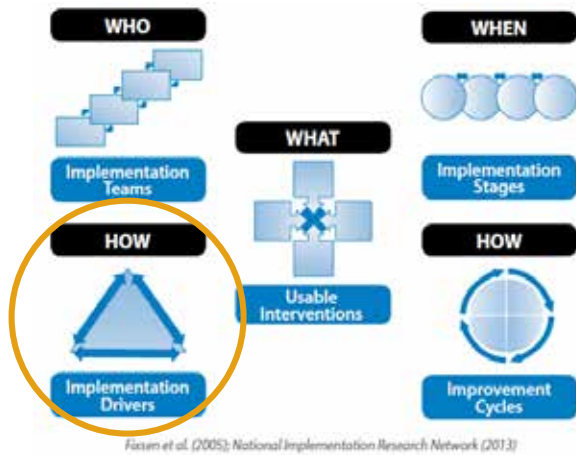 WHO
Implementation
Teams
WHEN
Implementation
Stages
WHAT
Usable
Interventions
HOW
Implementation
Drivers
HOW
Improvement
Cycles
Fixsen et al. (2005); National Implementation Research Network (2013)